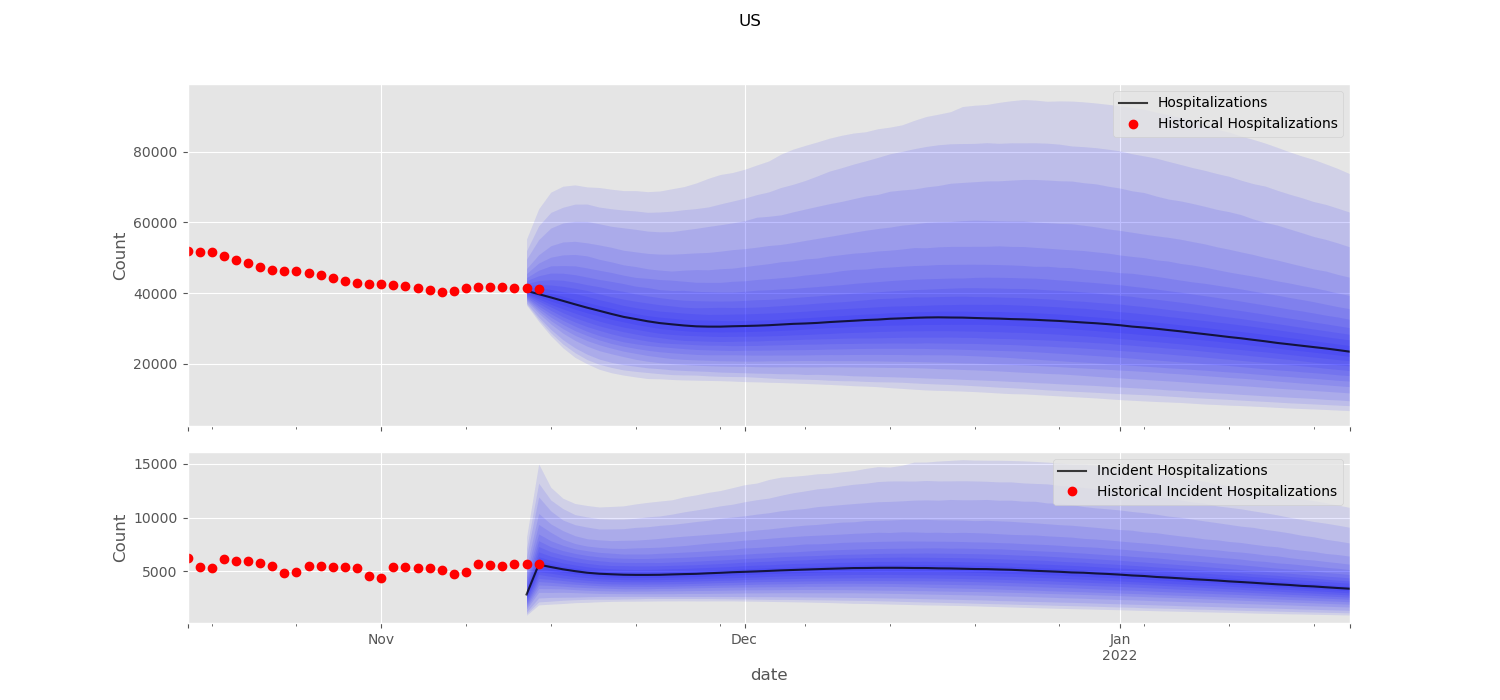 US
Hospitalizations
Historical Hospitalizations
Count
80000
60000
40000
20000
Incident Hospitalizations
Historical Incident Hospitalizations
Count
15000
10000
5000
Nov
Dec
Jan
2022
date